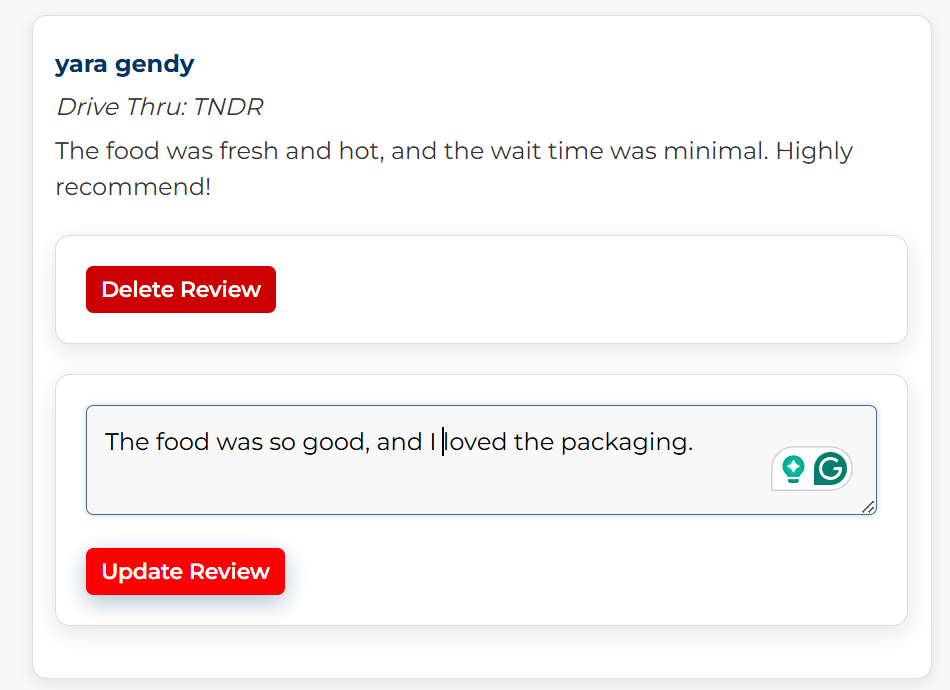 yara gendy
Drive Thru: TNDR
The food was fresh and hot, and the wait time was minimal. Highly
recommend!
Delete Review
The food was so good, and I loved the packaging.
Update Review